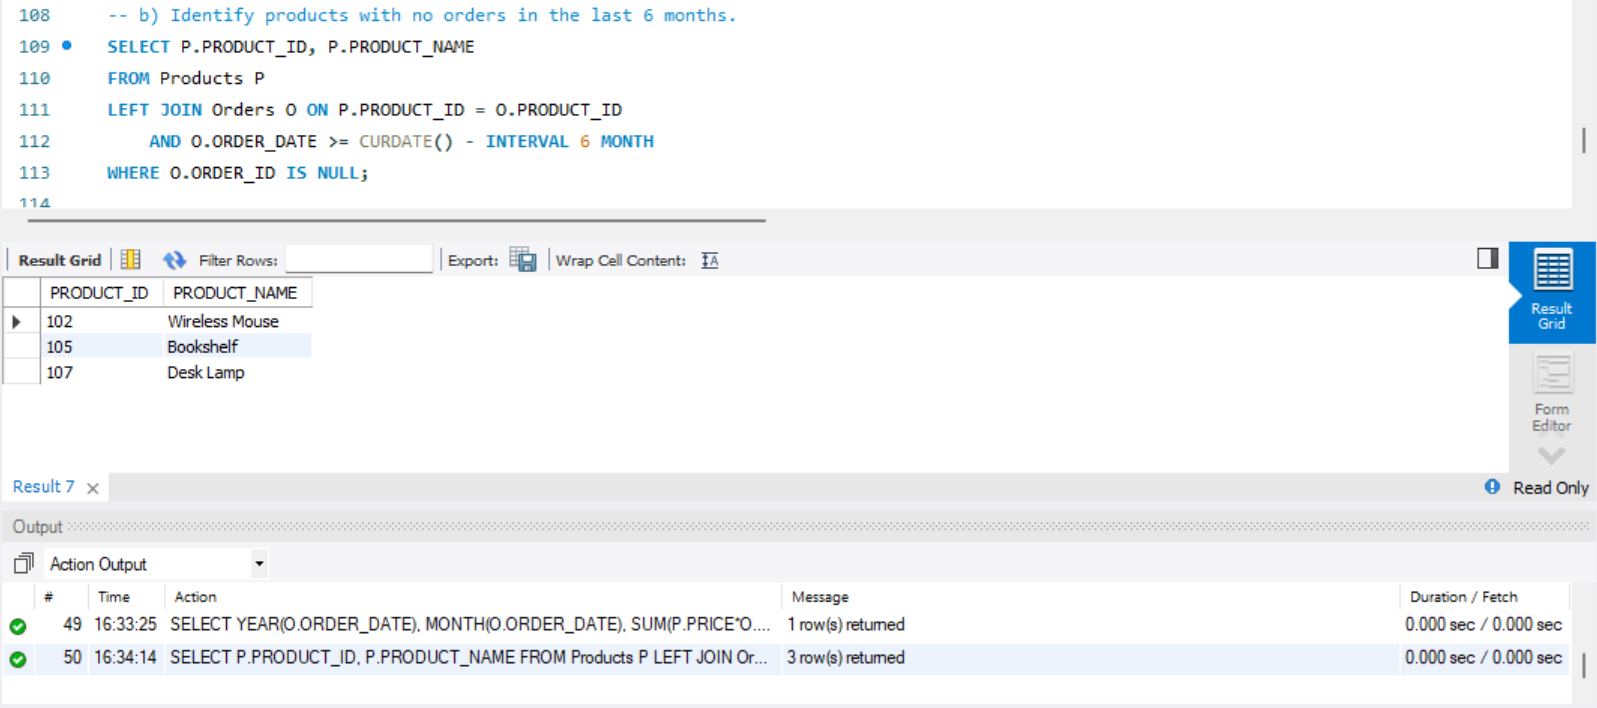 108 -- b) Identify products with no orders in the last 6 months.
109 SELECT P.PRODUCT_ID, P.PRODUCT_NAME
110 FROM Products P
111 LEFT JOIN Orders O ON P.PRODUCT_ID = O.PRODUCT_ID
112 AND O.ORDER_DATE >= CURDATE() - INTERVAL 6 MONTH
113 WHERE O.ORDER_ID IS NULL;
114
Result Grid Filter Rows: Export: Wrap Cell Content: IA
PRODUCT_ID PRODUCT_NAME
102 Wireless Mouse
105 Bookshelf
107 Desk Lamp
Result
Grid
Form
Editor
Result 7 Read Only
Output
Action Output
# Time Action Message Duration / Fetch
49 16:33:25 SELECT YEAR(O.ORDER_DATE), MONTH(O.ORDER_DATE), SUM(P.PRICE*O.... 1 row(s) returned 0.000 sec / 0.000 sec
50 16:34:14 SELECT P.PRODUCT_ID, P.PRODUCT_NAME FROM Products P LEFT JOIN Or... 3 row(s) returned 0.000 sec / 0.000 sec